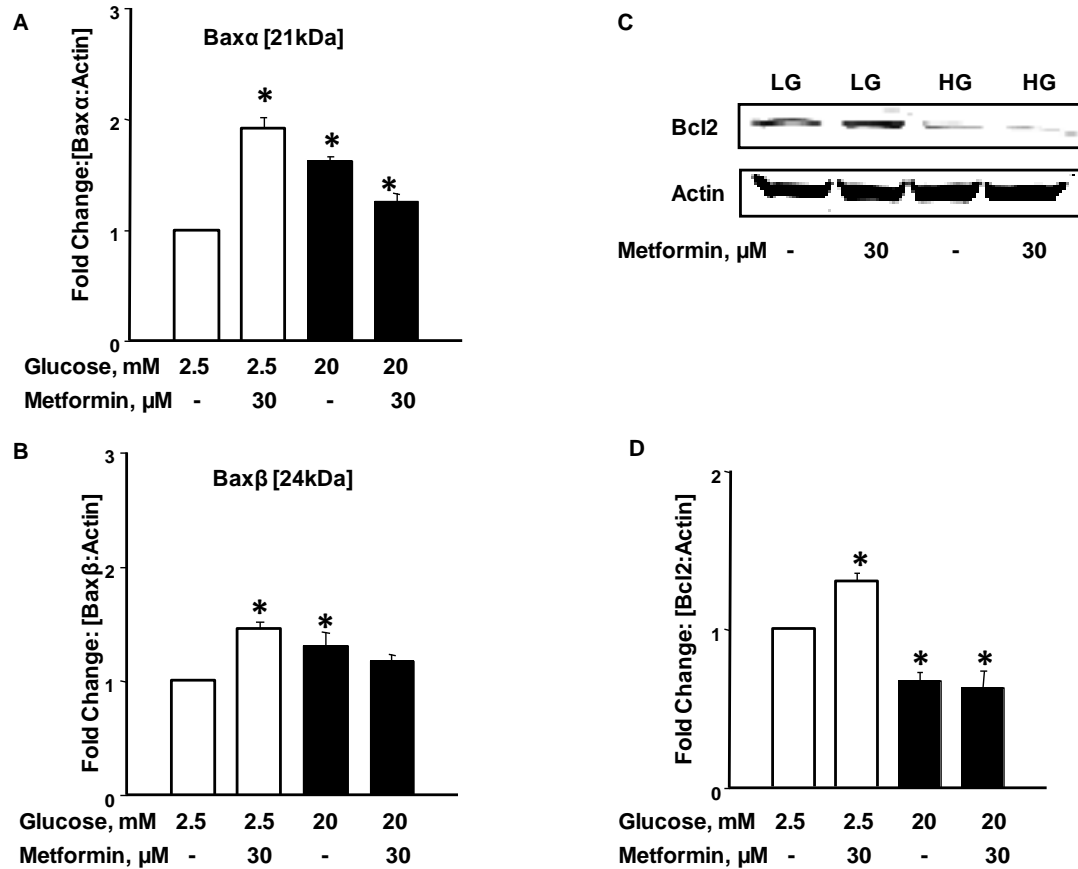 A
3
Baxα [21kDa]
Fold Change:[Baxα:Actin]
*
*
*
2
1
0
Glucose, mM 2.5 2.5 20 20
Metformin, µM - 30 - 30
B
3
Baxβ [24kDa]
Fold Change: [Baxβ:Actin]
2
*
*
1
0
Glucose, mM 2.5 2.5 20 20
Metformin, µM - 30 - 30
C
LG LG HG HG
Bcl2
Actin
Metformin, µM - 30 - 30
D
2
Fold Change: [Bcl2:Actin]
*
1
*
*
0
Glucose, mM 2.5 2.5 20 20
Metformin, µM - 30 - 30